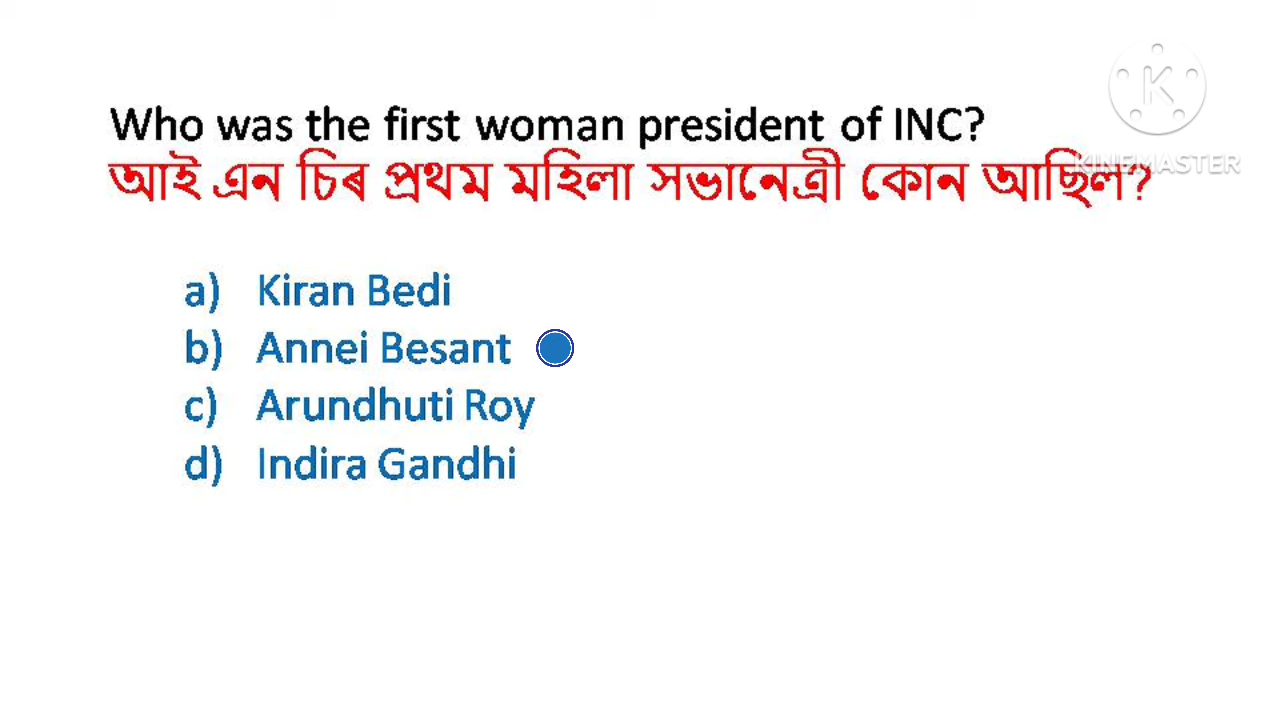 Who was the first woman president of INC?
আই এন চিৰ প্ৰথম মহিলা সভানেত্ৰী কোন আছিল?
a) Kiran Bedi
b) Annei Besant
c) Arundhuti Roy
d) Indira Gandhi
K
KINEMASTER